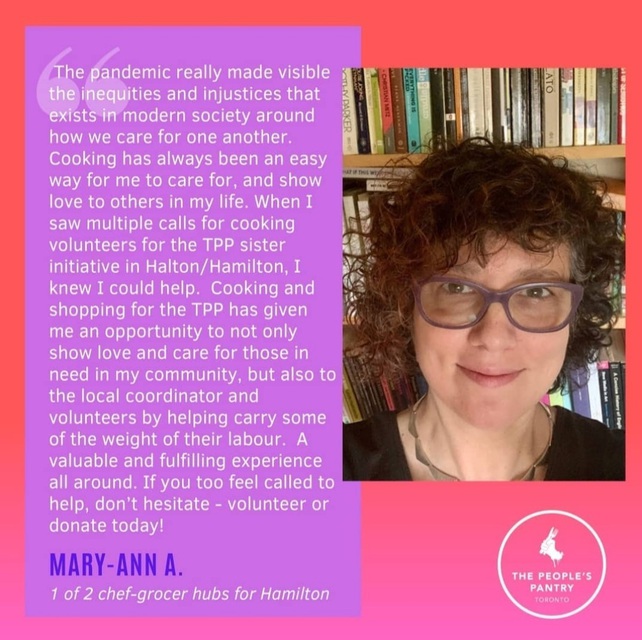 The pandemic really made visible
the inequities and injustices that
exists in modern society around
how we care for one another.
Cooking has always been an easy
way for me to care for, and show
love to others in my life. When I
saw multiple calls for cooking
volunteers for the TPP sister
initiative in Halton/Hamilton, I
knew I could help.  Cooking and
shopping for the TPP has given
me an opportunity to not only
show love and care for those in
need in my community, but also to
the local coordinator and
volunteers by helping carry some
of the weight of their labour.  A
valuable and fulfilling experience
all around. If you too feel called to
help, don't hesitate - volunteer or
donate today!
MARY-ANN A.
1 of 2 chef-grocer hubs for Hamilton
CHRISTIAN METZ
PLATO
THE PEOPLE'S
PANTRY
TORONTO